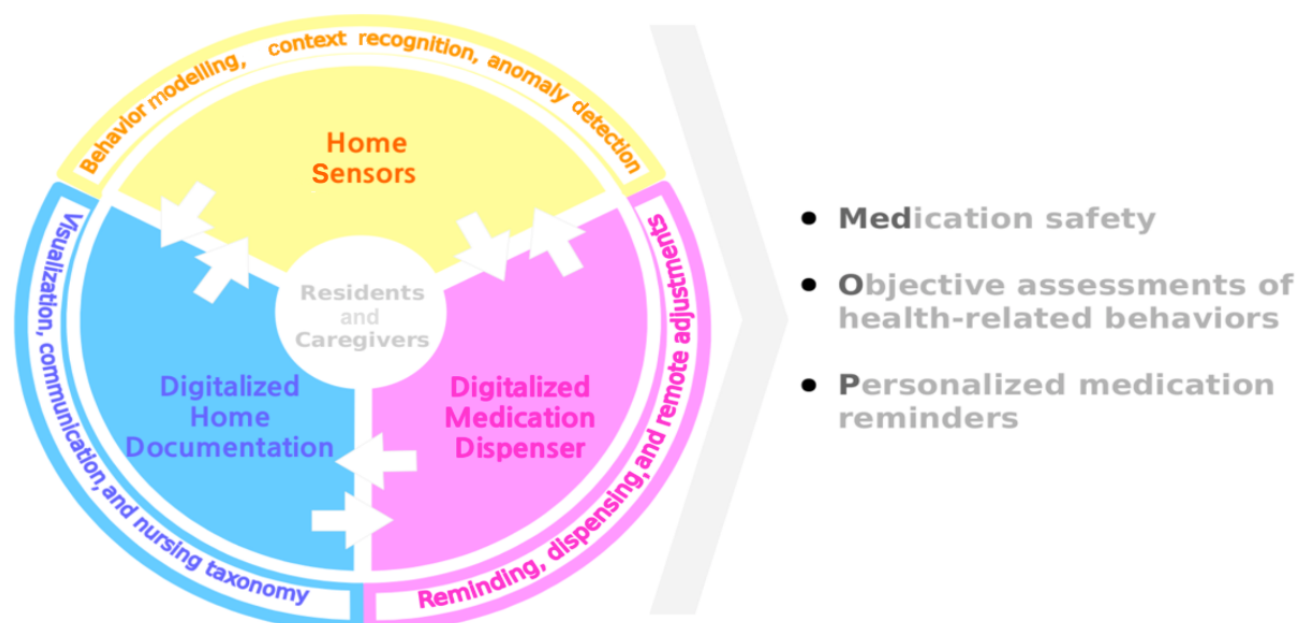 Behavior modelling, context recognition, anomaly detection
Home
Sensors
Residents
and
Caregivers
Digitalized
Home
Documentation
Digitalized
Medication
Dispenser
Visualization, communication, and nursing taxonomy
Reminding, dispensing, and remote adjustments
• Medication safety
• Objective assessments of
health-related behaviors
• Personalized medication
reminders